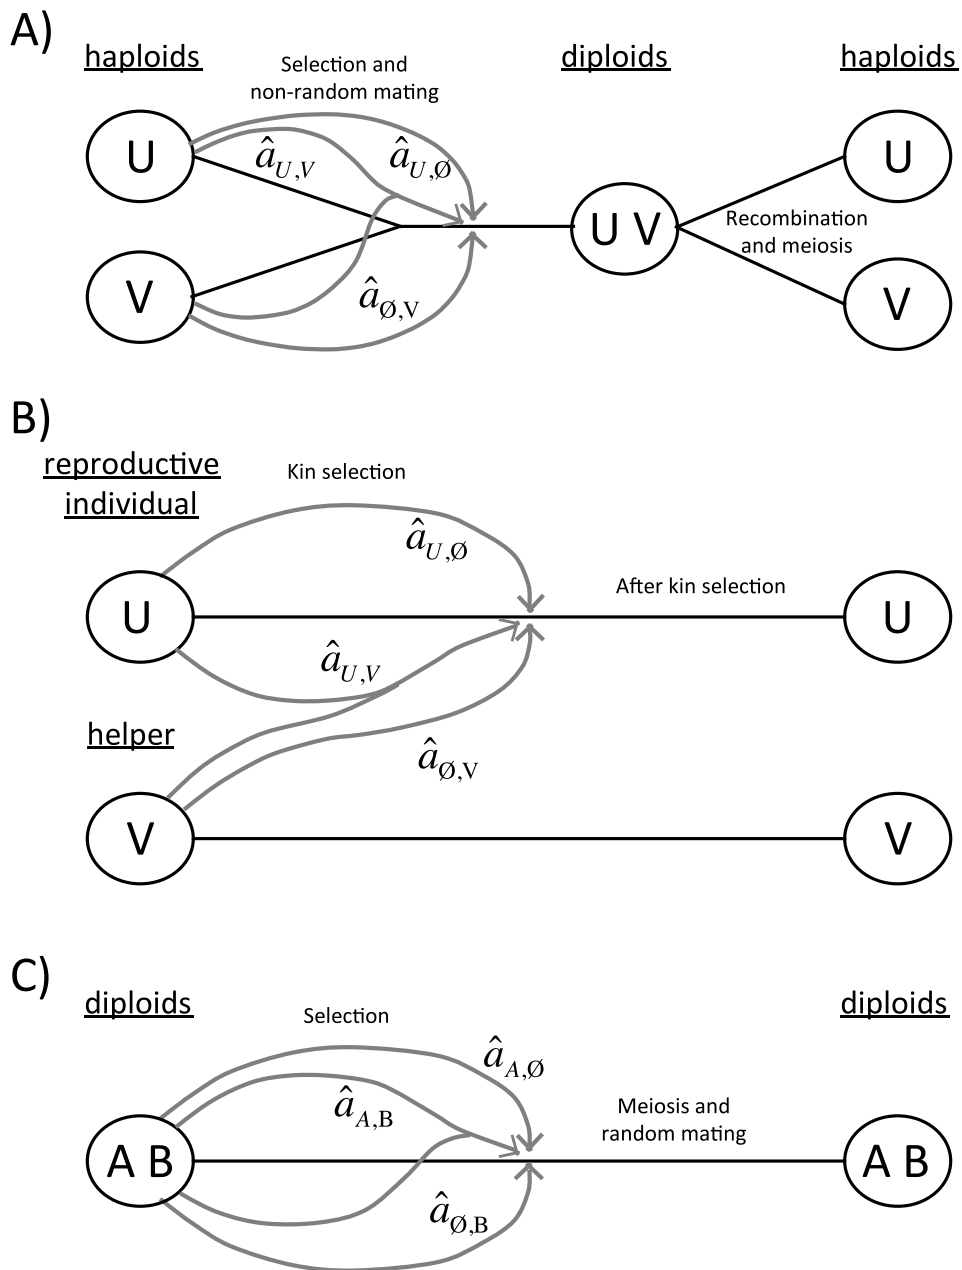 A)
haploids
diploids
haploids
Selection and
non-random mating
U
â_{U,V}
â_{U,Ø}
U
U V
Recombination
and meiosis
V
â_{Ø,V}
V
B)
reproductive
individual
Kin selection
â_{U,Ø}
After kin selection
U
U
â_{U,V}
helper
â_{Ø,V}
V
V
C)
diploids
Selection
diploids
â_{A,Ø}
â_{A,B}
Meiosis and
random mating
A B
A B
â_{Ø,B}